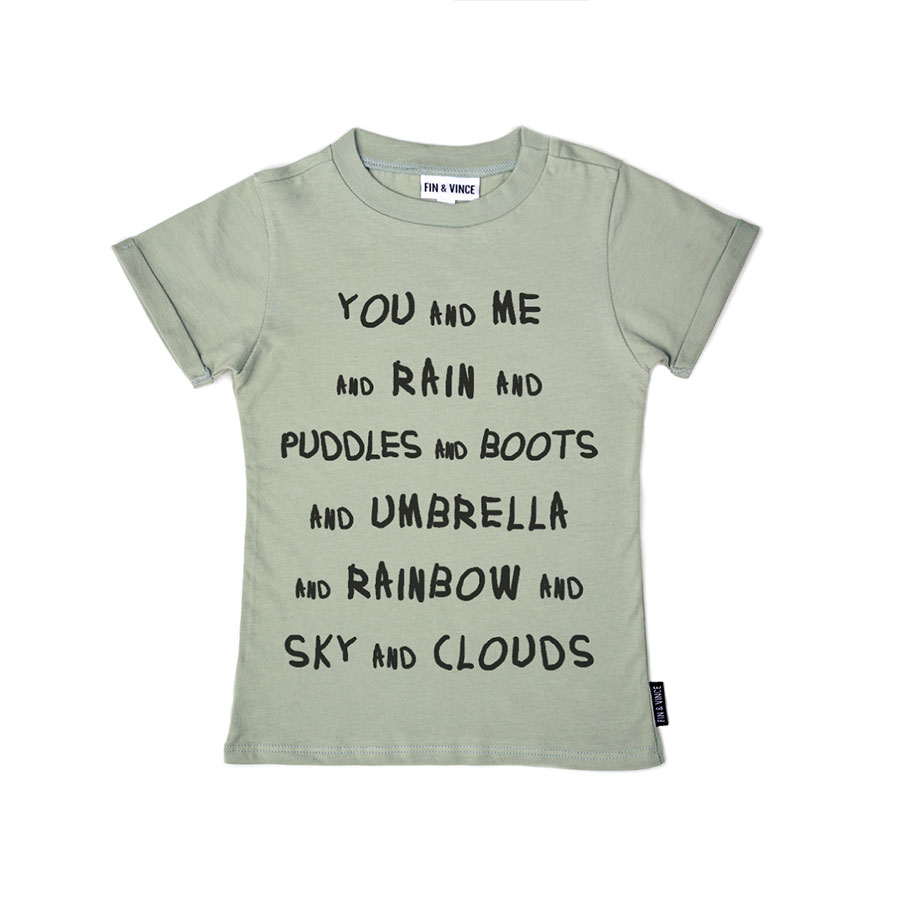 FIN & VINCE
YOU AND ME
AND RAIN AND
PUDDLES AND BOOTS
AND UMBRELLA
AND RAINBOW AND
SKY AND CLOUDS
FIN & VINCE